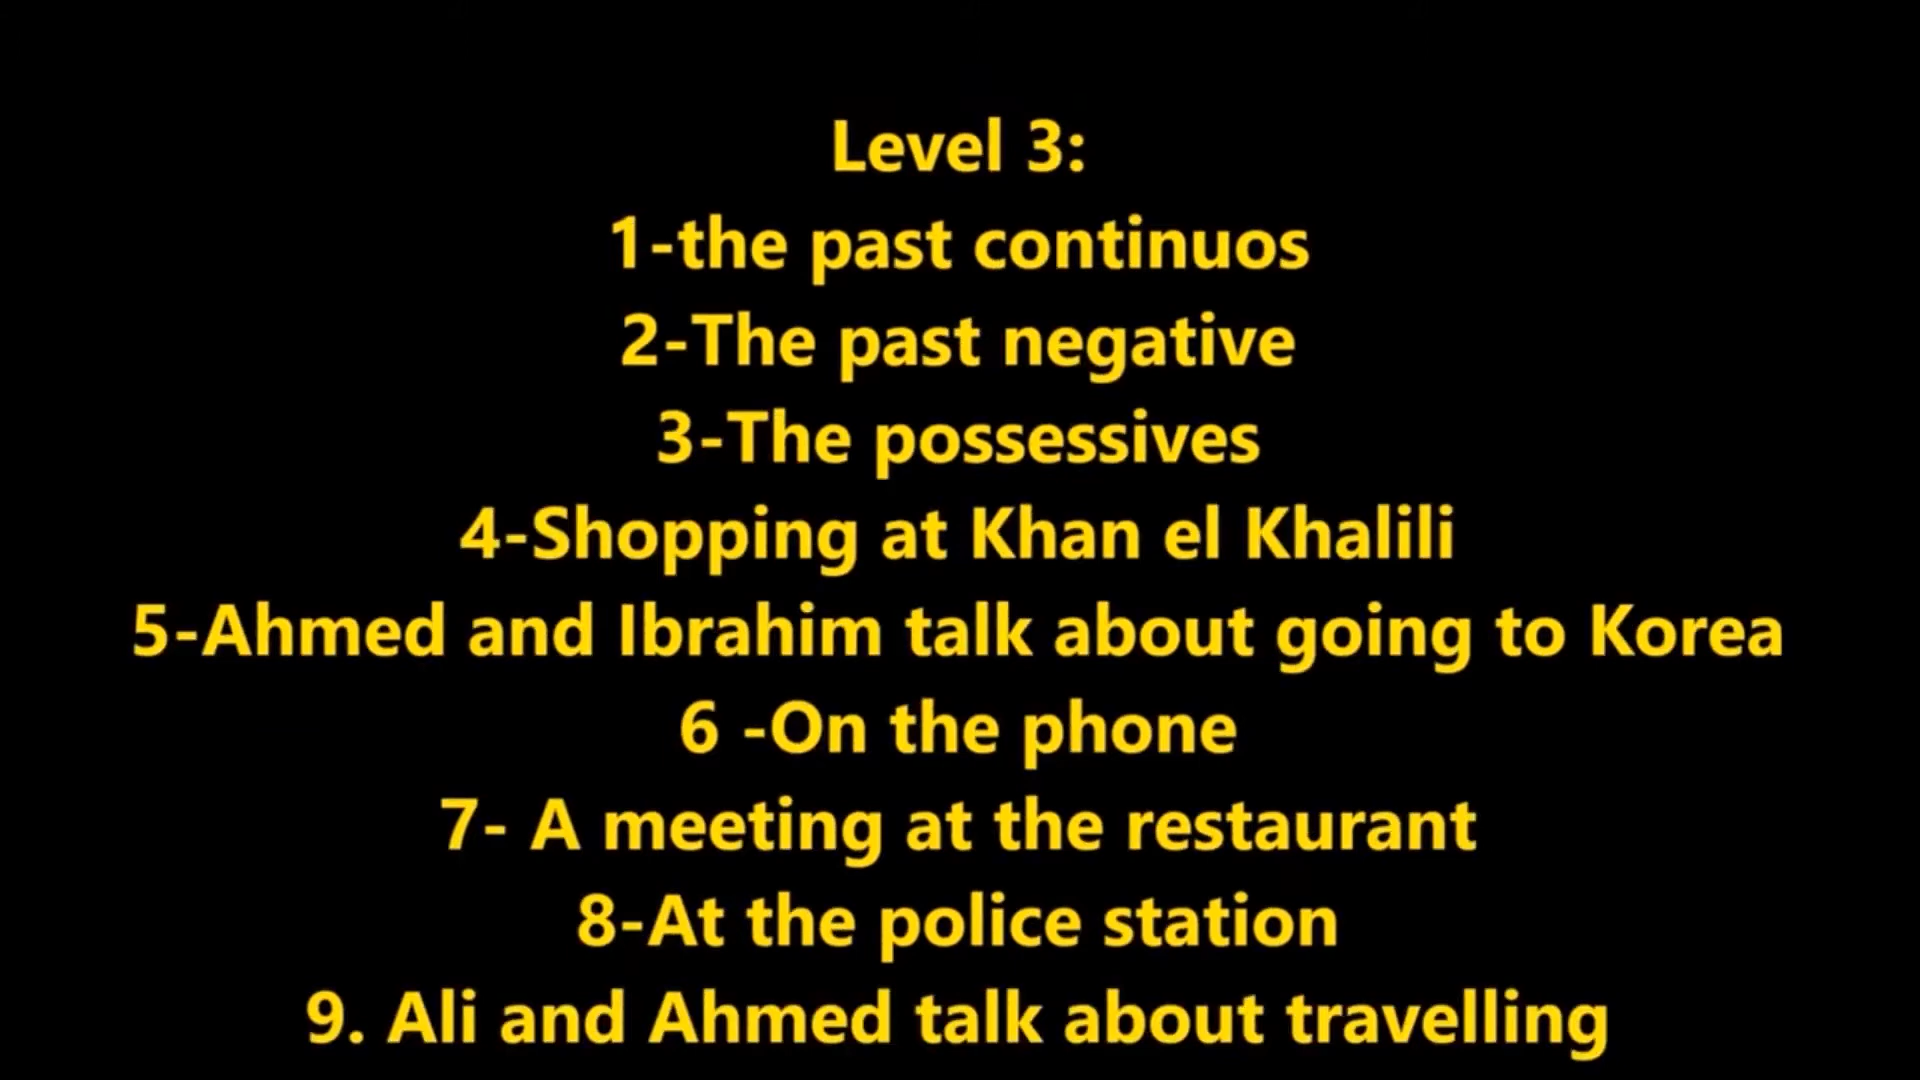 Level 3:
1-the past continuos
2-The past negative
3-The possessives
4-Shopping at Khan el Khalili
5-Ahmed and Ibrahim talk about going to Korea
6 -On the phone
7- A meeting at the restaurant
8-At the police station
9. Ali and Ahmed talk about travelling